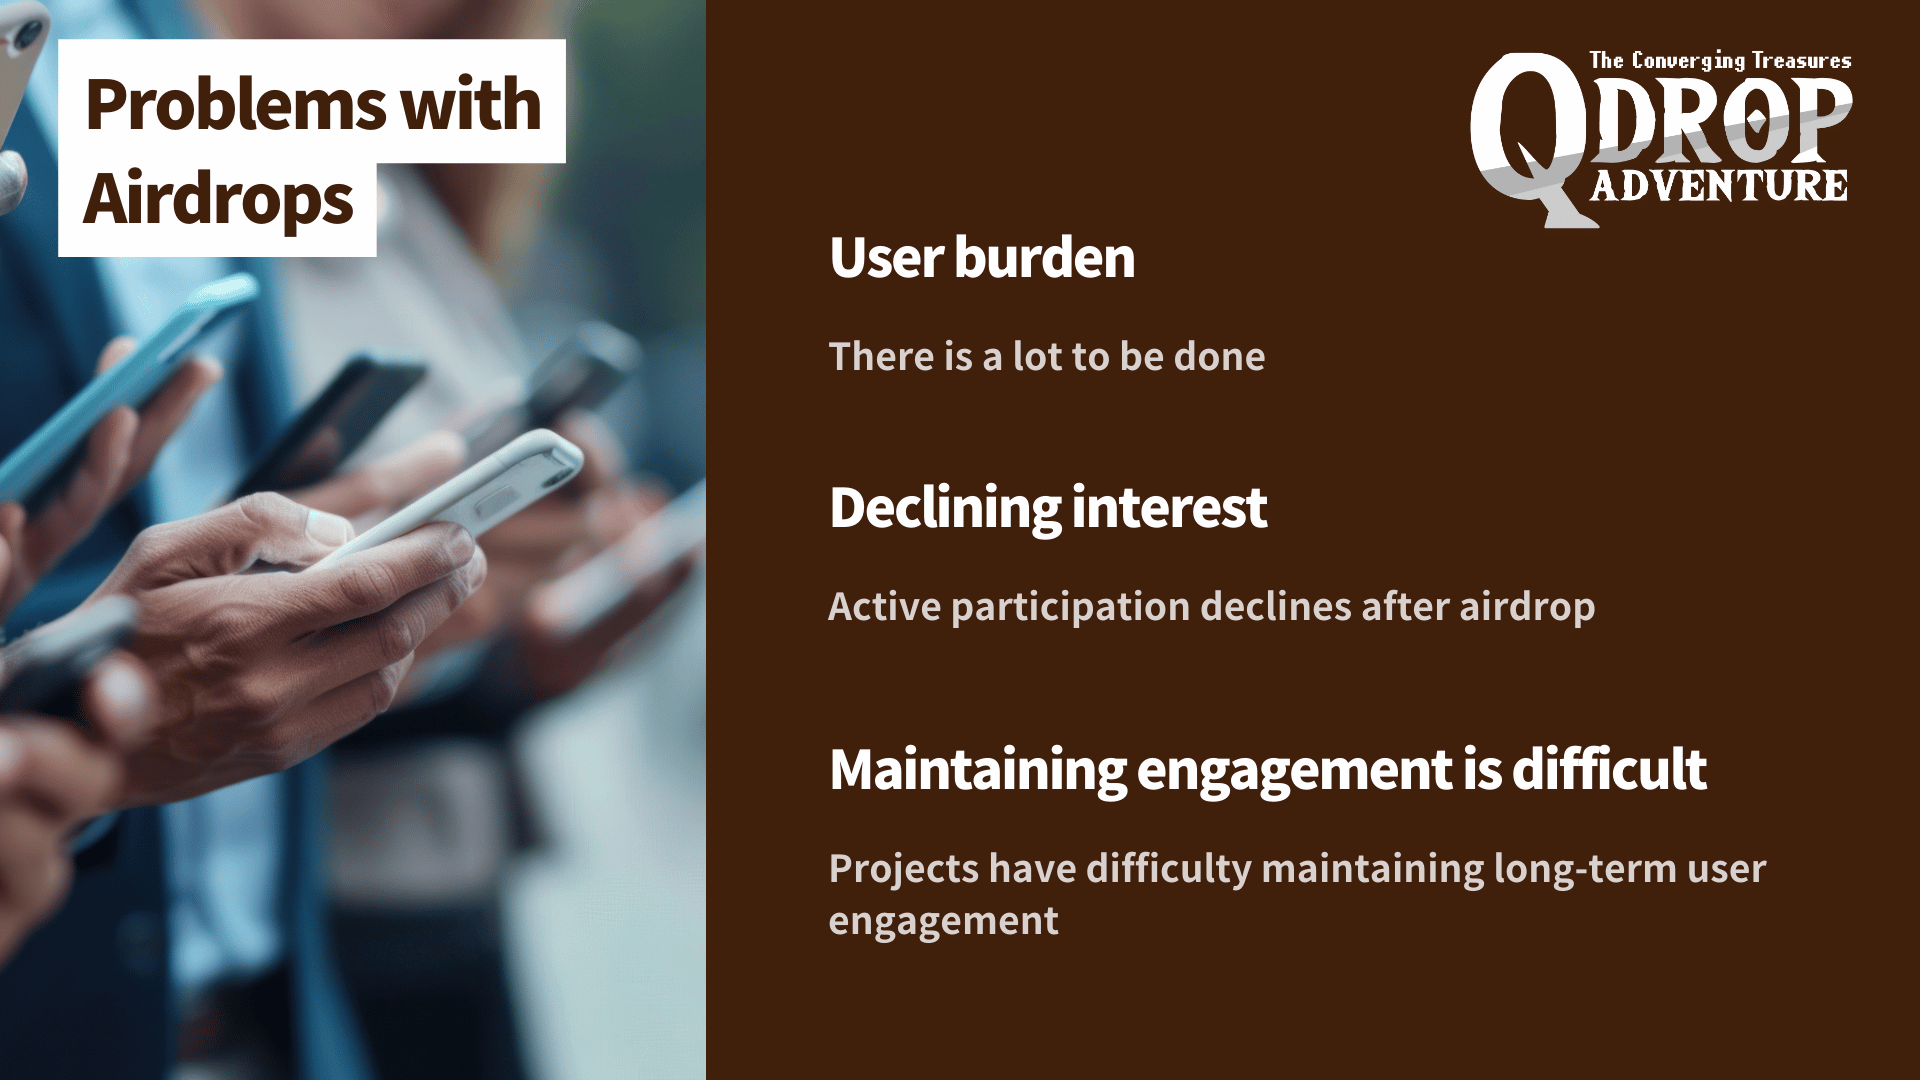 Problems with
Airdrops
The Converging Treasures
QDROP
ADVENTURE
User burden
There is a lot to be done
Declining interest
Active participation declines after airdrop
Maintaining engagement is difficult
Projects have difficulty maintaining long-term user
engagement